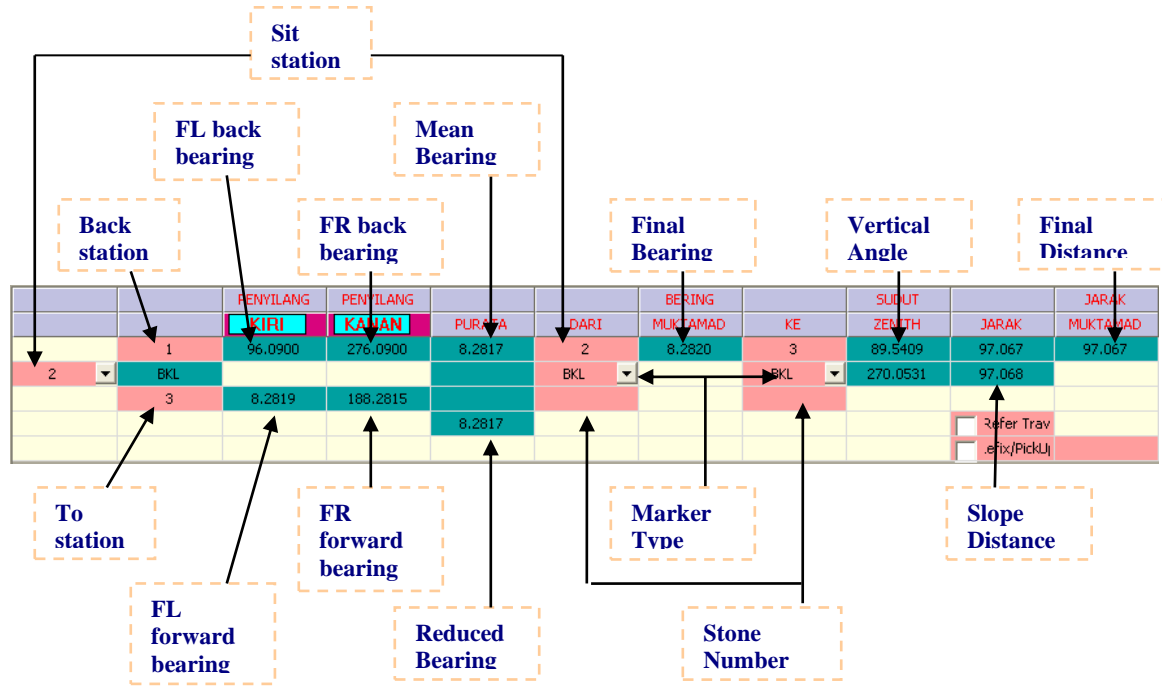 Sit
station
FL back
bearing
Mean
Bearing
Back
station
FR back
bearing
Final
Bearing
Vertical
Angle
Final
Distance
PENYILANG PENYILANG BERING SUDUT JARAK
KIRI KANAN PURATA DARI MUKTAMAD KE ZENITH JARAK MUKTAMAD
1 96.0900 276.0900 8.2817 2 8.2820 3 89.5409 97.067 97.067
2 BKL BKL BKL 270.0531 97.068
3 8.2819 188.2815
8.2817 Refer Trav
.efix/PickUp
To
station
FR
forward
bearing
Marker
Type
Slope
Distance
FL
forward
bearing
Reduced
Bearing
Stone
Number